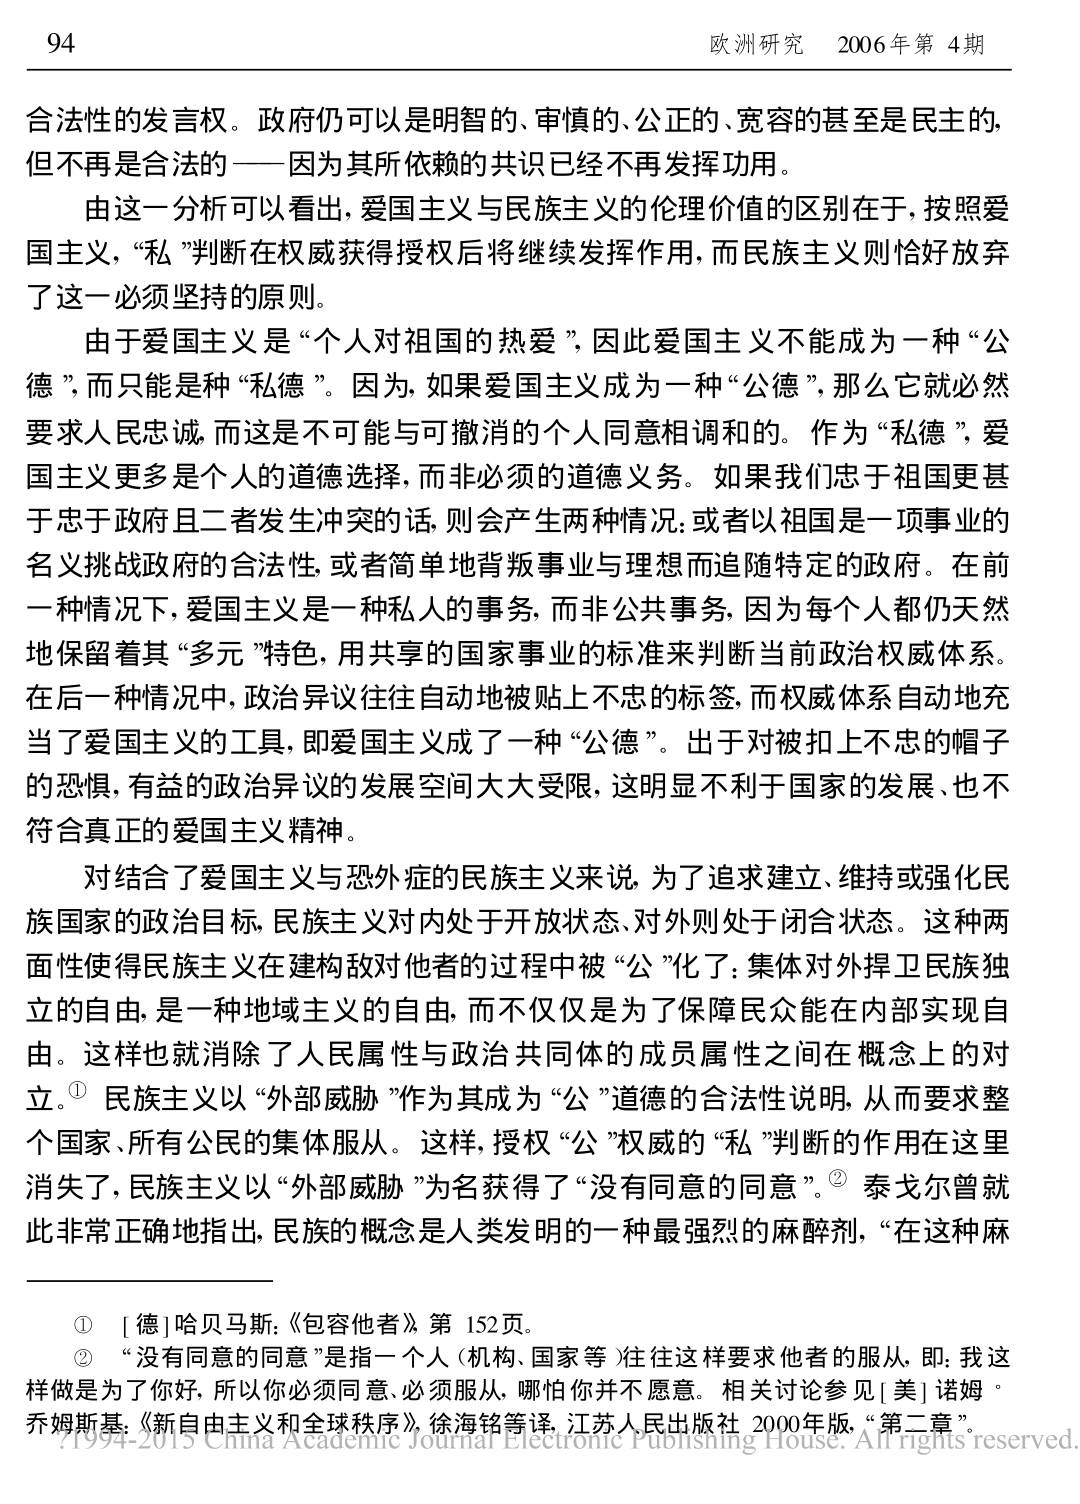 94
欧洲研究 2006年第4期
合法性的发言权。政府仍可以是明智的、审慎的、公正的、宽容的甚至是民主的,
但不再是合法的——因为其所依赖的共识已经不再发挥功用。
由这一分析可以看出,爱国主义与民族主义的伦理价值的区别在于,按照爱
国主义,“私”判断在权威获得授权后将继续发挥作用,而民族主义则恰好放弃
了这一必须坚持的原则。
由于爱国主义是“个人对祖国的热爱”,因此爱国主义不能成为一种“公
德”,而只能是种“私德”。因为,如果爱国主义成为一种“公德”,那么它就必然
要求人民忠诚,而这是不可能与可撤消的个人同意相调和的。作为“私德”,爱
国主义更多是个人的道德选择,而非必须的道德义务。如果我们忠于祖国更甚
于忠于政府且二者发生冲突的话,则会产生两种情况:或者以祖国是一项事业的
名义挑战政府的合法性,或者简单地背叛事业与理想而追随特定的政府。在前
一种情况下,爱国主义是一种私人的事务,而非公共事务,因为每个人都仍天然
地保留着其“多元”特色,用共享的国家事业的标准来判断当前政治权威体系。
在后一种情况中,政治异议往往自动地被贴上不忠的标签,而权威体系自动地充
当了爱国主义的工具,即爱国主义成了一种“公德”。出于对被扣上不忠的帽子
的恐惧,有益的政治异议的发展空间大大受限,这明显不利于国家的发展、也不
符合真正的爱国主义精神。
对结合了爱国主义与恐外症的民族主义来说,为了追求建立、维持或强化民
族国家的政治目标,民族主义对内处于开放状态、对外则处于闭合状态。这种两
面性使得民族主义在建构敌对他者的过程中被“公”化了:集体对外捍卫民族独
立的自由,是一种地域主义的自由,而不仅仅是为了保障民众能在内部实现自
由。这样也就消除了人民属性与政治共同体的成员属性之间在概念上的对
立。① 民族主义以“外部威胁”作为其成为“公”道德的合法性说明,从而要求整
个国家、所有公民的集体服从。这样,授权“公”权威的“私”判断的作用在这里
消失了,民族主义以“外部威胁”为名获得了“没有同意的同意”。② 泰戈尔曾就
此非常正确地指出,民族的概念是人类发明的一种最强烈的麻醉剂,“在这种麻
① [德]哈贝马斯:《包容他者》,第 152页。
② “没有同意的同意”是指一个人(机构、国家等)往往这样要求他者的服从,即:我这
样做是为了你好,所以你必须同意、必须服从,哪怕你并不愿意。相关讨论参见[美]诺姆°
乔姆斯基:《新自由主义和全球秩序》,徐海铭等译,江苏人民出版社 2000年版,“第二章”。
?1994-2015 China Academic Journal Electronic Publishing House. All rights reserved.